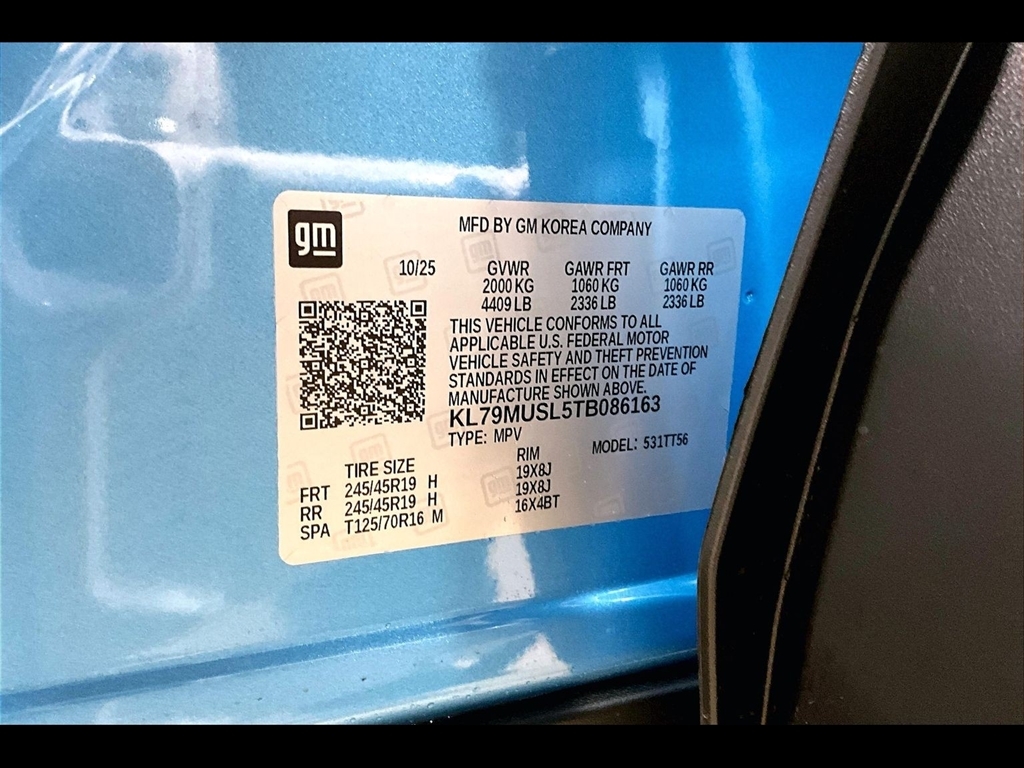 gm
MFD BY GM KOREA COMPANY
10/25 GVWR GAWR FRT GAWR RR
2000 KG 1060 KG 1060 KG
4409 LB 2336 LB 2336 LB
THIS VEHICLE CONFORMS TO ALL
APPLICABLE U.S. FEDERAL MOTOR
VEHICLE SAFETY AND THEFT PREVENTION
STANDARDS IN EFFECT ON THE DATE OF
MANUFACTURE SHOWN ABOVE.
KL79MUSL5TB086163
TYPE: MPV MODEL: 531TT56
TIRE SIZE RIM
FRT 245/45R19 H 19X8J
RR 245/45R19 H 19X8J
SPA T125/70R16 M 16X4BT